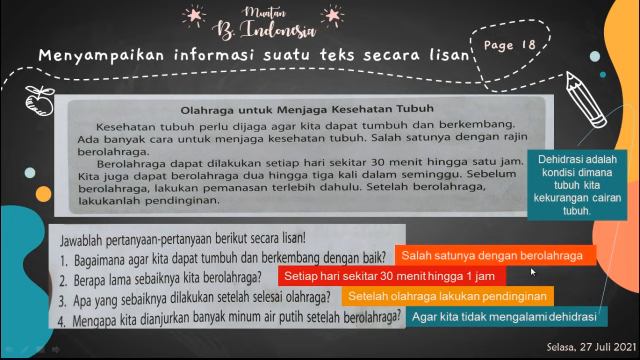 Muatan
B. Indonesia
Menyampaikan informasi suatu teks secara lisan
Page 18
Olahraga untuk Menjaga Kesehatan Tubuh
Kesehatan tubuh perlu dijaga agar kita dapat tumbuh dan berkembang.
Ada banyak cara untuk menjaga kesehatan tubuh. Salah satunya dengan rajin
berolahraga.
Berolahraga dapat dilakukan setiap hari sekitar 30 menit hingga satu jam.
Kita juga dapat berolahraga dua hingga tiga kali dalam seminggu. Sebelum
berolahraga, lakukan pemanasan terlebih dahulu. Setelah berolahraga,
lakukanlah pendinginan.
Dehidrasi adalah
kondisi dimana
tubuh kita
kekurangan cairan
tubuh.
Jawablah pertanyaan-pertanyaan berikut secara lisan!
1. Bagaimana agar kita dapat tumbuh dan berkembang dengan baik? Salah satunya dengan berolahraga
2. Berapa lama sebaiknya kita berolahraga? Setiap hari sekitar 30 menit hingga 1 jam
3. Apa yang sebaiknya dilakukan setelah selesai olahraga? Setelah olahraga lakukan pendinginan
4. Mengapa kita dianjurkan banyak minum air putih setelah berolahraga? Agar kita tidak mengalami dehidrasi
Selasa, 27 Juli 2021